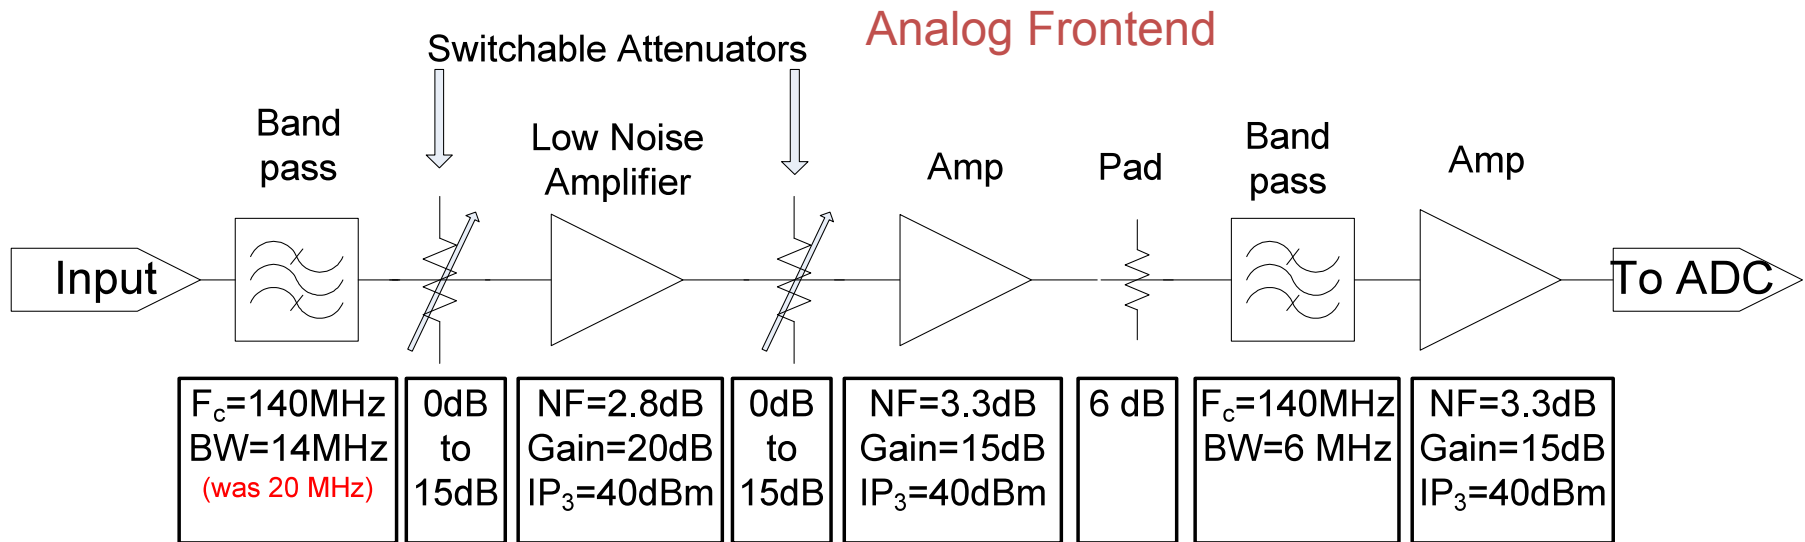 Analog Frontend
Switchable Attenuators
Band
pass
Low Noise
Amplifier
Amp
Pad
Band
pass
Amp
Input
To ADC
Fc=140MHz
BW=14MHz
(was 20 MHz)
0dB
to
15dB
NF=2.8dB
Gain=20dB
IP3=40dBm
0dB
to
15dB
NF=3.3dB
Gain=15dB
IP3=40dBm
6 dB
Fc=140MHz
BW=6 MHz
NF=3.3dB
Gain=15dB
IP3=40dBm